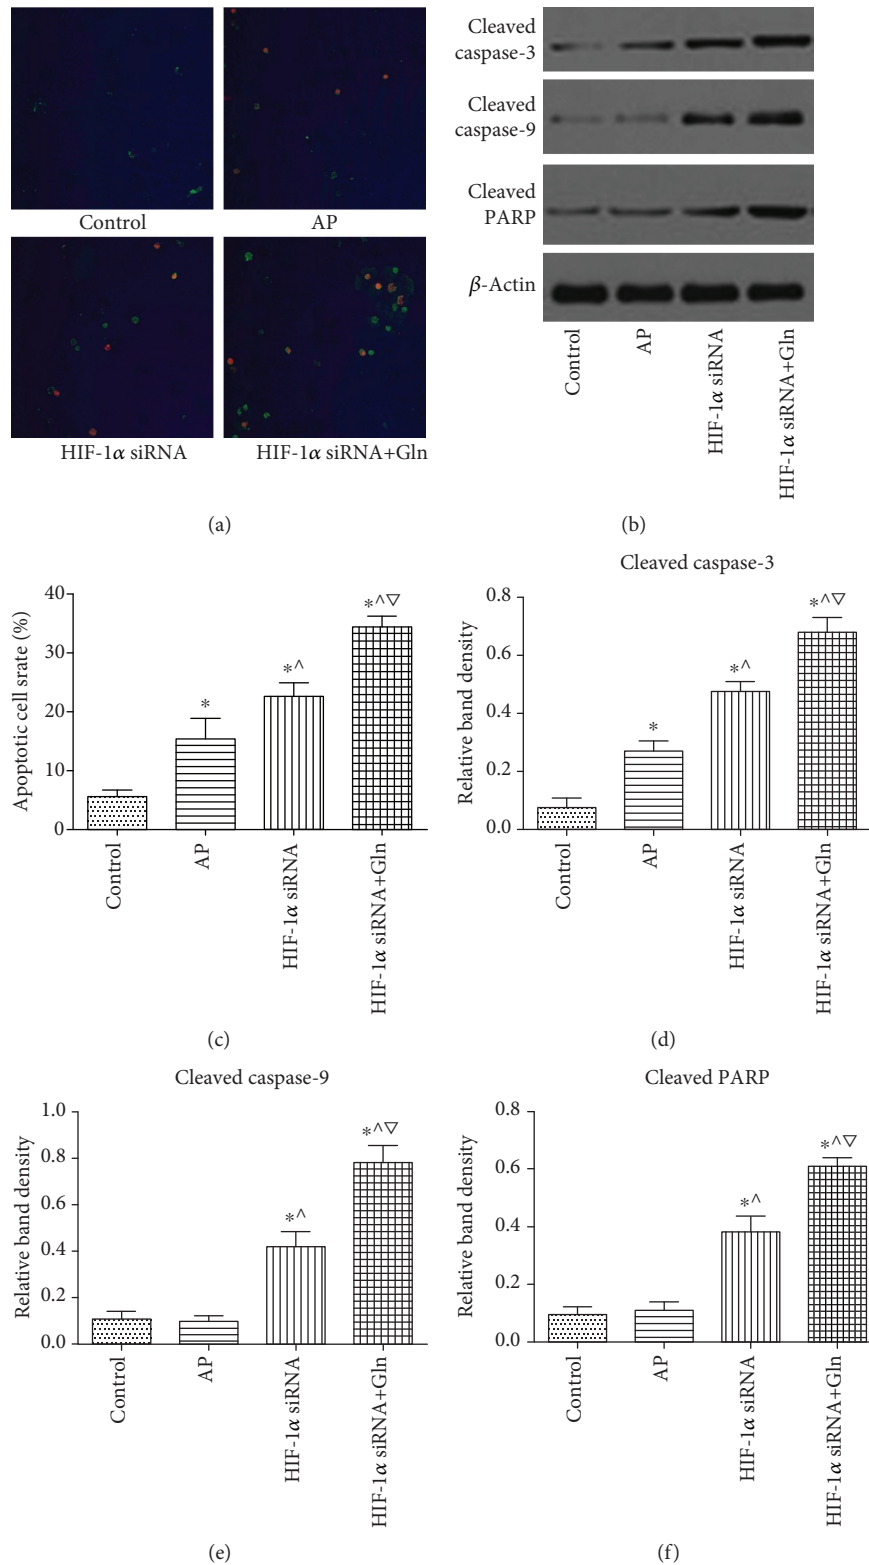 Control
AP
HIF-1α siRNA
HIF-1α siRNA+Gln
(a)
Cleaved
caspase-3
Cleaved
caspase-9
Cleaved
PARP
β-Actin
Control
AP
HIF-1α siRNA
HIF-1α siRNA+Gln
(b)
Apoptotic cell srate (%)
40
30
20
10
0
*
*^
*^▽
Control
AP
HIF-1α siRNA
HIF-1α siRNA+Gln
(c)
Cleaved caspase-3
Relative band density
0.8
0.6
0.4
0.2
0.0
*
*^
*^▽
Control
AP
HIF-1α siRNA
HIF-1α siRNA+Gln
(d)
Cleaved caspase-9
Relative band density
1.0
0.8
0.6
0.4
0.2
0.0
*^
*^▽
Control
AP
HIF-1α siRNA
HIF-1α siRNA+Gln
(e)
Cleaved PARP
Relative band density
0.8
0.6
0.4
0.2
0.0
*^
*^▽
Control
AP
HIF-1α siRNA
HIF-1α siRNA+Gln
(f)